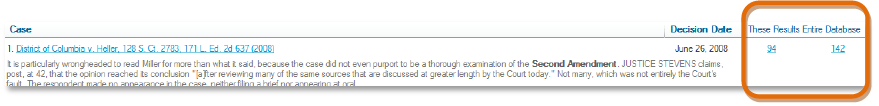 Case Decision Date These Results Entire Database
1. District of Columbia v. Heller, 128 S. Ct. 2783, 171 L. Ed. 2d 637 (2008) June 26, 2008 94 142
It is particularly wrongheaded to read Miller for more than what it said, because the case did not even purport to be a thorough examination of the Second Amendment. JUSTICE STEVENS claims,
post, at 42, that the opinion reached its conclusion "[a]fter reviewing many of the same sources that are discussed at greater length by the Court today." Not many, which was not entirely the Court's
fault. The respondent made no appearance in the case, neither filing a brief nor appearing at oral